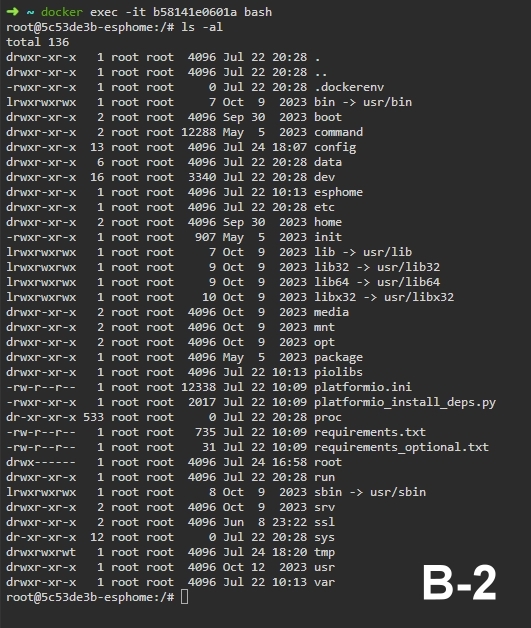 ➜ ~ docker exec -it b58141e0601a bash
root@5c53de3b-esphome:/# ls -al
total 136
drwxr-xr-x   1 root root  4096 Jul 22 20:28 .
drwxr-xr-x   1 root root  4096 Jul 22 20:28 ..
-rwxr-xr-x   1 root root     0 Jul 22 20:28 .dockerenv
lrwxrwxrwx   1 root root     7 Oct  9  2023 bin -> usr/bin
drwxr-xr-x   2 root root  4096 Sep 30  2023 boot
drwxr-xr-x   2 root root 12288 May  5  2023 command
drwxr-xr-x  13 root root  4096 Jul 24 18:07 config
drwxr-xr-x   6 root root  4096 Jul 22 20:28 data
drwxr-xr-x  16 root root  3340 Jul 22 20:28 dev
drwxr-xr-x   1 root root  4096 Jul 22 10:13 esphome
drwxr-xr-x   1 root root  4096 Jul 22 20:28 etc
drwxr-xr-x   2 root root  4096 Sep 30  2023 home
-rwxr-xr-x   1 root root   907 May  5  2023 init
lrwxrwxrwx   1 root root     7 Oct  9  2023 lib -> usr/lib
lrwxrwxrwx   1 root root     9 Oct  9  2023 lib32 -> usr/lib32
lrwxrwxrwx   1 root root     9 Oct  9  2023 lib64 -> usr/lib64
lrwxrwxrwx   1 root root    10 Oct  9  2023 libx32 -> usr/libx32
drwxr-xr-x   2 root root  4096 Oct  9  2023 media
drwxr-xr-x   2 root root  4096 Oct  9  2023 mnt
drwxr-xr-x   2 root root  4096 Oct  9  2023 opt
drwxr-xr-x   1 root root  4096 May  5  2023 package
drwxr-xr-x   1 root root  4096 Jul 22 10:13 piolibs
-rw-r--r--   1 root root 12338 Jul 22 10:09 platformio.ini
-rwxr-xr-x   1 root root  2017 Jul 22 10:09 platformio_install_deps.py
dr-xr-xr-x 533 root root     0 Jul 22 20:28 proc
-rw-r--r--   1 root root   735 Jul 22 10:09 requirements.txt
-rw-r--r--   1 root root    31 Jul 22 10:09 requirements_optional.txt
drwx------   1 root root  4096 Jul 24 16:58 root
drwxr-xr-x   1 root root  4096 Jul 22 20:28 run
lrwxrwxrwx   1 root root     8 Oct  9  2023 sbin -> usr/sbin
drwxr-xr-x   2 root root  4096 Oct  9  2023 srv
drwxr-xr-x   2 root root  4096 Jun  8 23:22 ssl
dr-xr-xr-x  12 root root     0 Jul 22 20:28 sys
drwxrwxrwt   1 root root  4096 Jul 24 18:20 tmp
drwxr-xr-x   1 root root  4096 Oct 12  2023 usr
drwxr-xr-x   1 root root  4096 Jul 22 10:13 var
root@5c53de3b-esphome:/#
B-2